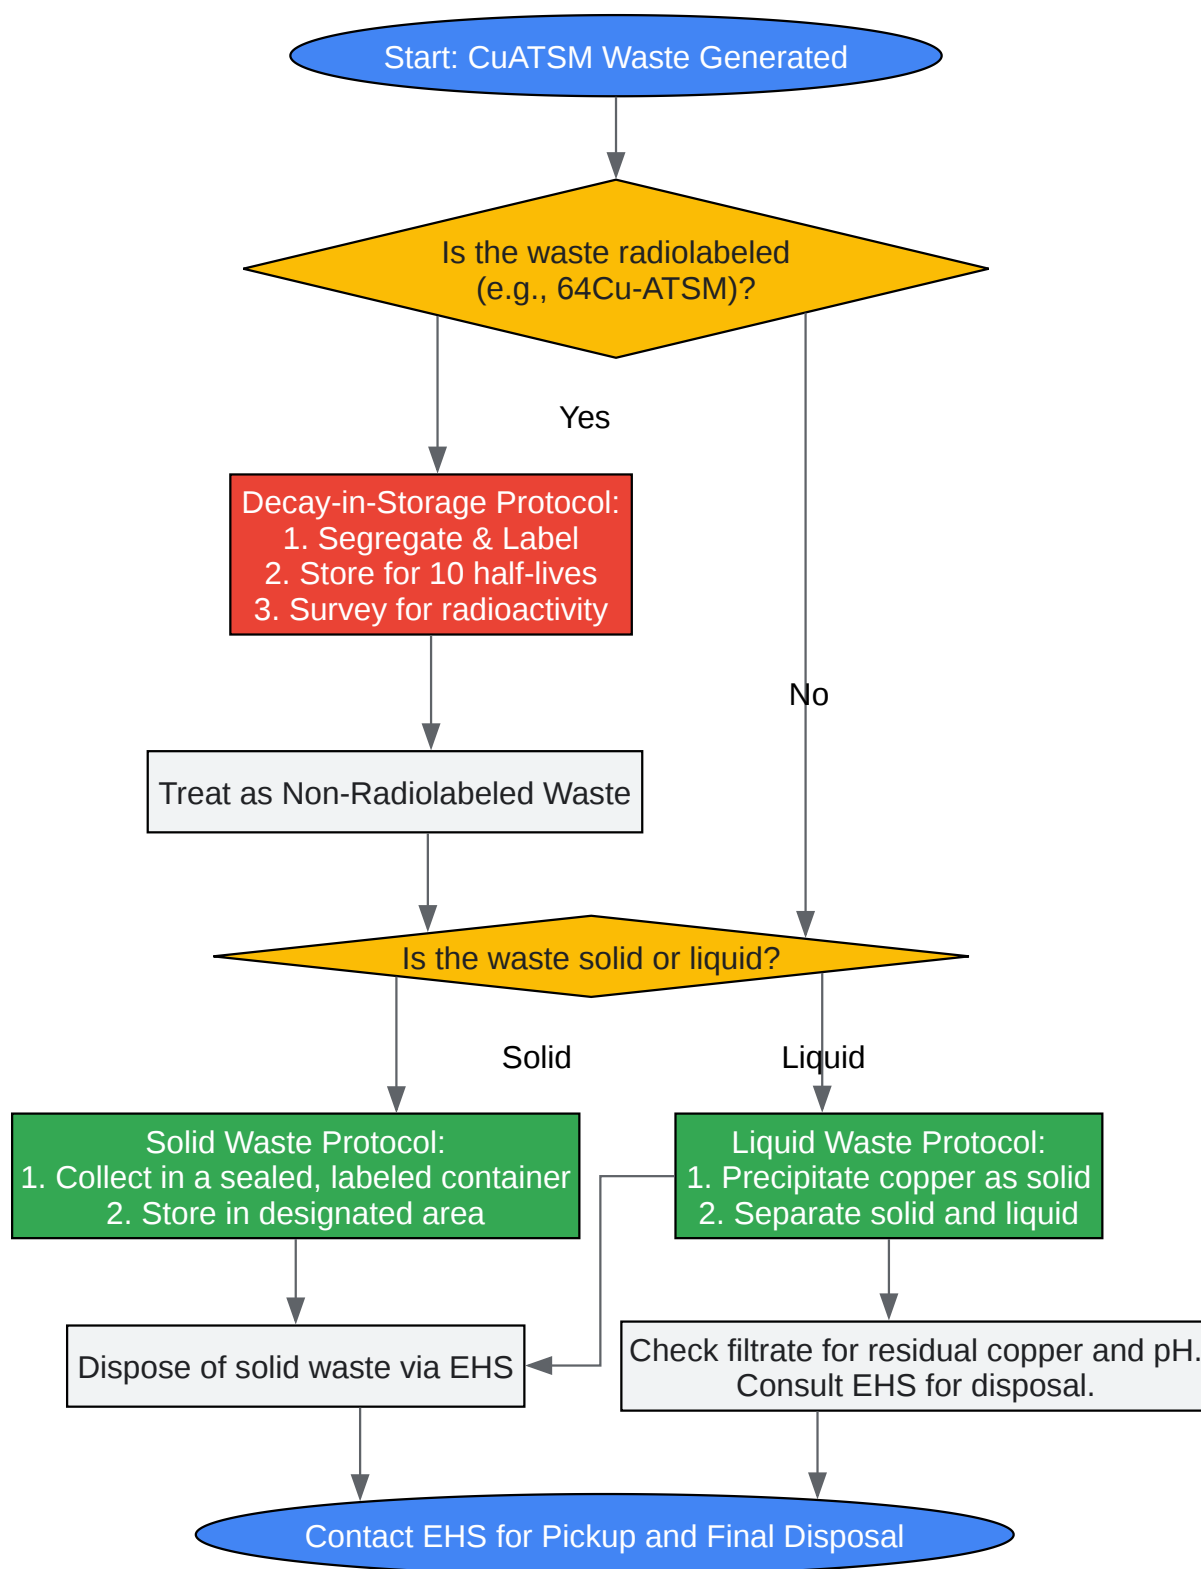 Start: CuATSM Waste Generated
Is the waste radiolabeled
(e.g., 64Cu-ATSM)?
Yes
Decay-in-Storage Protocol:
1. Segregate & Label
2. Store for 10 half-lives
3. Survey for radioactivity
No
Treat as Non-Radiolabeled Waste
Is the waste solid or liquid?
Solid
Liquid
Solid Waste Protocol:
1. Collect in a sealed, labeled container
2. Store in designated area
Liquid Waste Protocol:
1. Precipitate copper as solid
2. Separate solid and liquid
Dispose of solid waste via EHS
Check filtrate for residual copper and pH.
Consult EHS for disposal.
Contact EHS for Pickup and Final Disposal